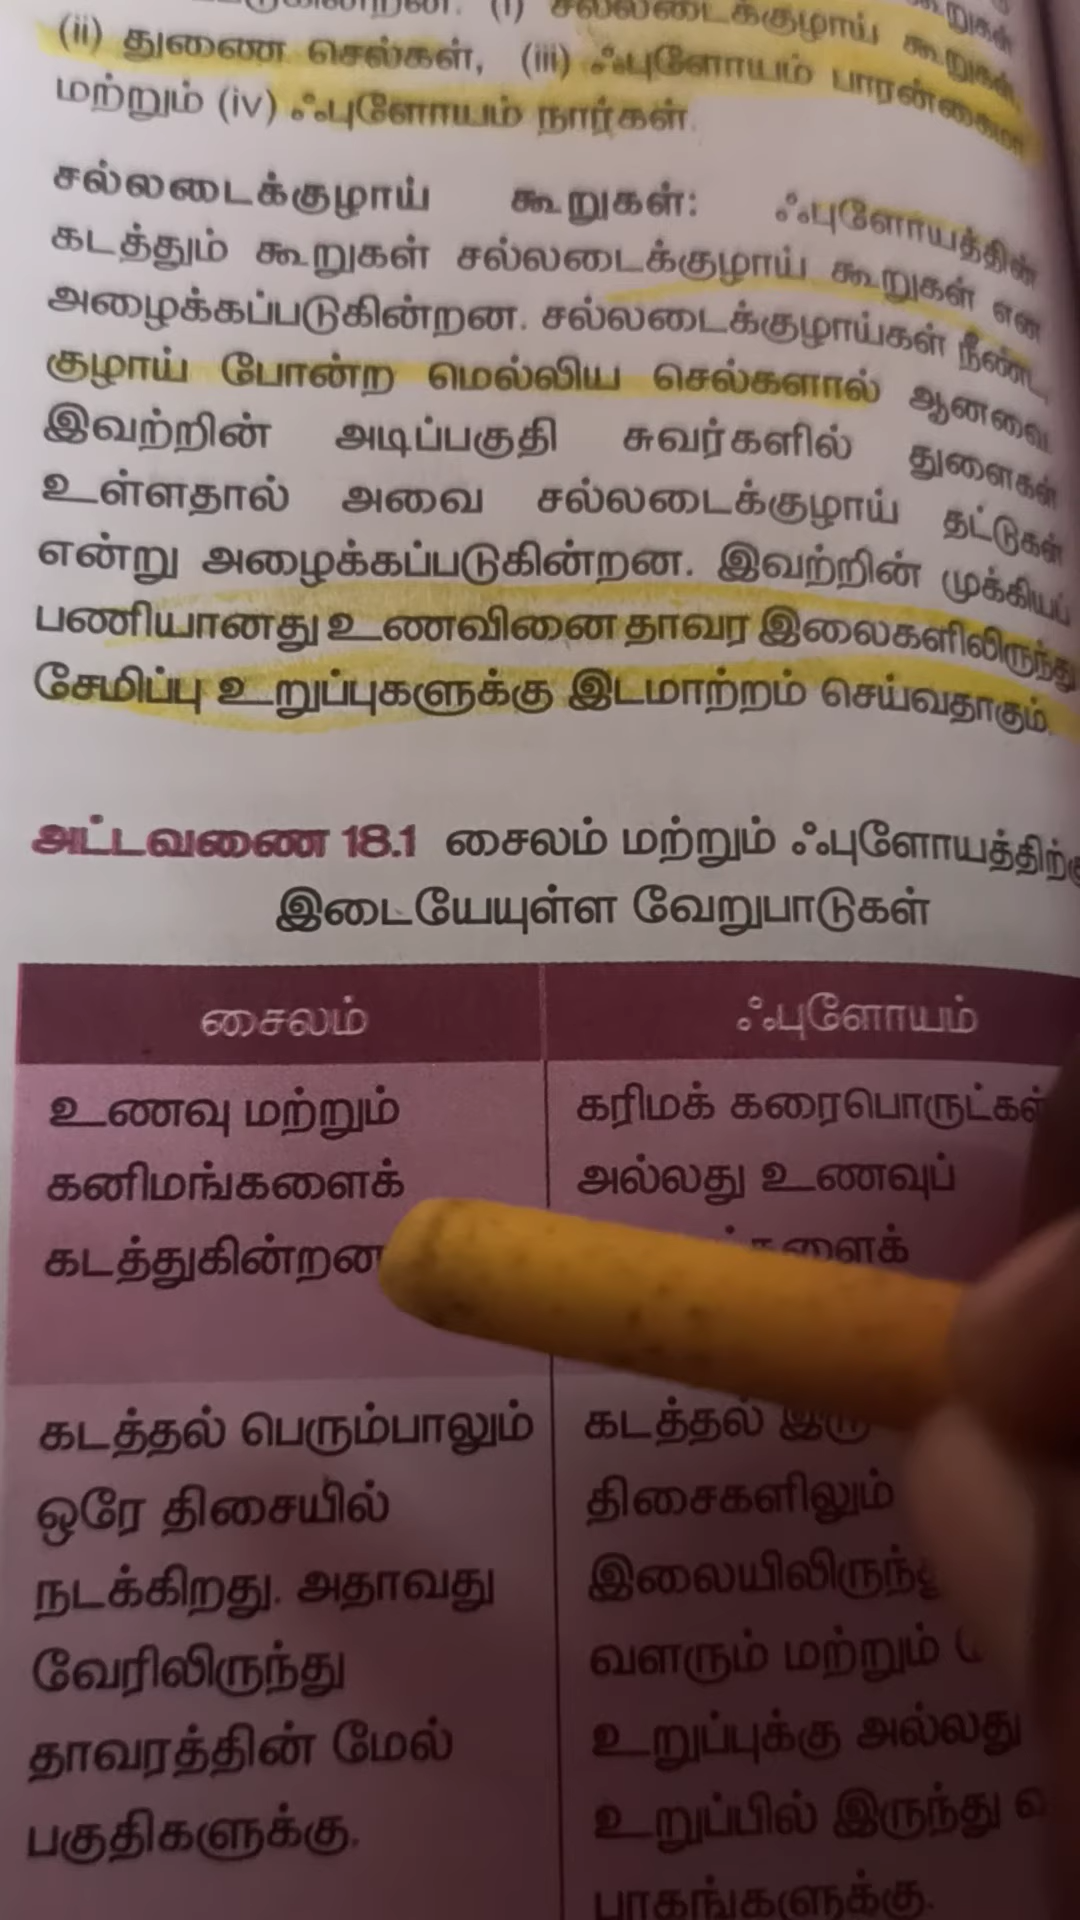 (i) சல்லடைக்குழாய் கூறுகள்,
(ii) துணை செல்கள், (iii) ஃபுளோயம் பாரன்கைமா
மற்றும் (iv) ஃபுளோயம் நார்கள்.
சல்லடைக்குழாய் கூறுகள்: ஃபுளோயத்தின்
கடத்தும் கூறுகள் சல்லடைக்குழாய் கூறுகள் என
அழைக்கப்படுகின்றன. சல்லடைக்குழாய்கள் நீண்ட,
குழாய் போன்ற மெல்லிய செல்களால் ஆனவை.
இவற்றின் அடிப்பகுதி சுவர்களில் துளைகள்
உள்ளதால் அவை சல்லடைக்குழாய் தட்டுகள்
என்று அழைக்கப்படுகின்றன. இவற்றின் முக்கியப்
பணியானது உணவினை தாவர இலைகளிலிருந்து
சேமிப்பு உறுப்புகளுக்கு இடமாற்றம் செய்வதாகும்.
அட்டவணை 18.1 சைலம் மற்றும் ஃபுளோயத்திற்கு
இடையேயுள்ள வேறுபாடுகள்
சைலம்
ஃபுளோயம்
உணவு மற்றும்
கனிமங்களைக்
கடத்துகின்றன
கரிமக் கரைபொருட்கள்
அல்லது உணவுப்
கடத்தல் பெரும்பாலும்
ஒரே திசையில்
நடக்கிறது. அதாவது
வேரிலிருந்து
தாவரத்தின் மேல்
பகுதிகளுக்கு.
கடத்தல்
திசைகளிலும்
இலையிலிருந்து
வளரும் மற்றும்
உறுப்புக்கு அல்லது
உறுப்பில் இருந்து
பாகங்களுக்கு.